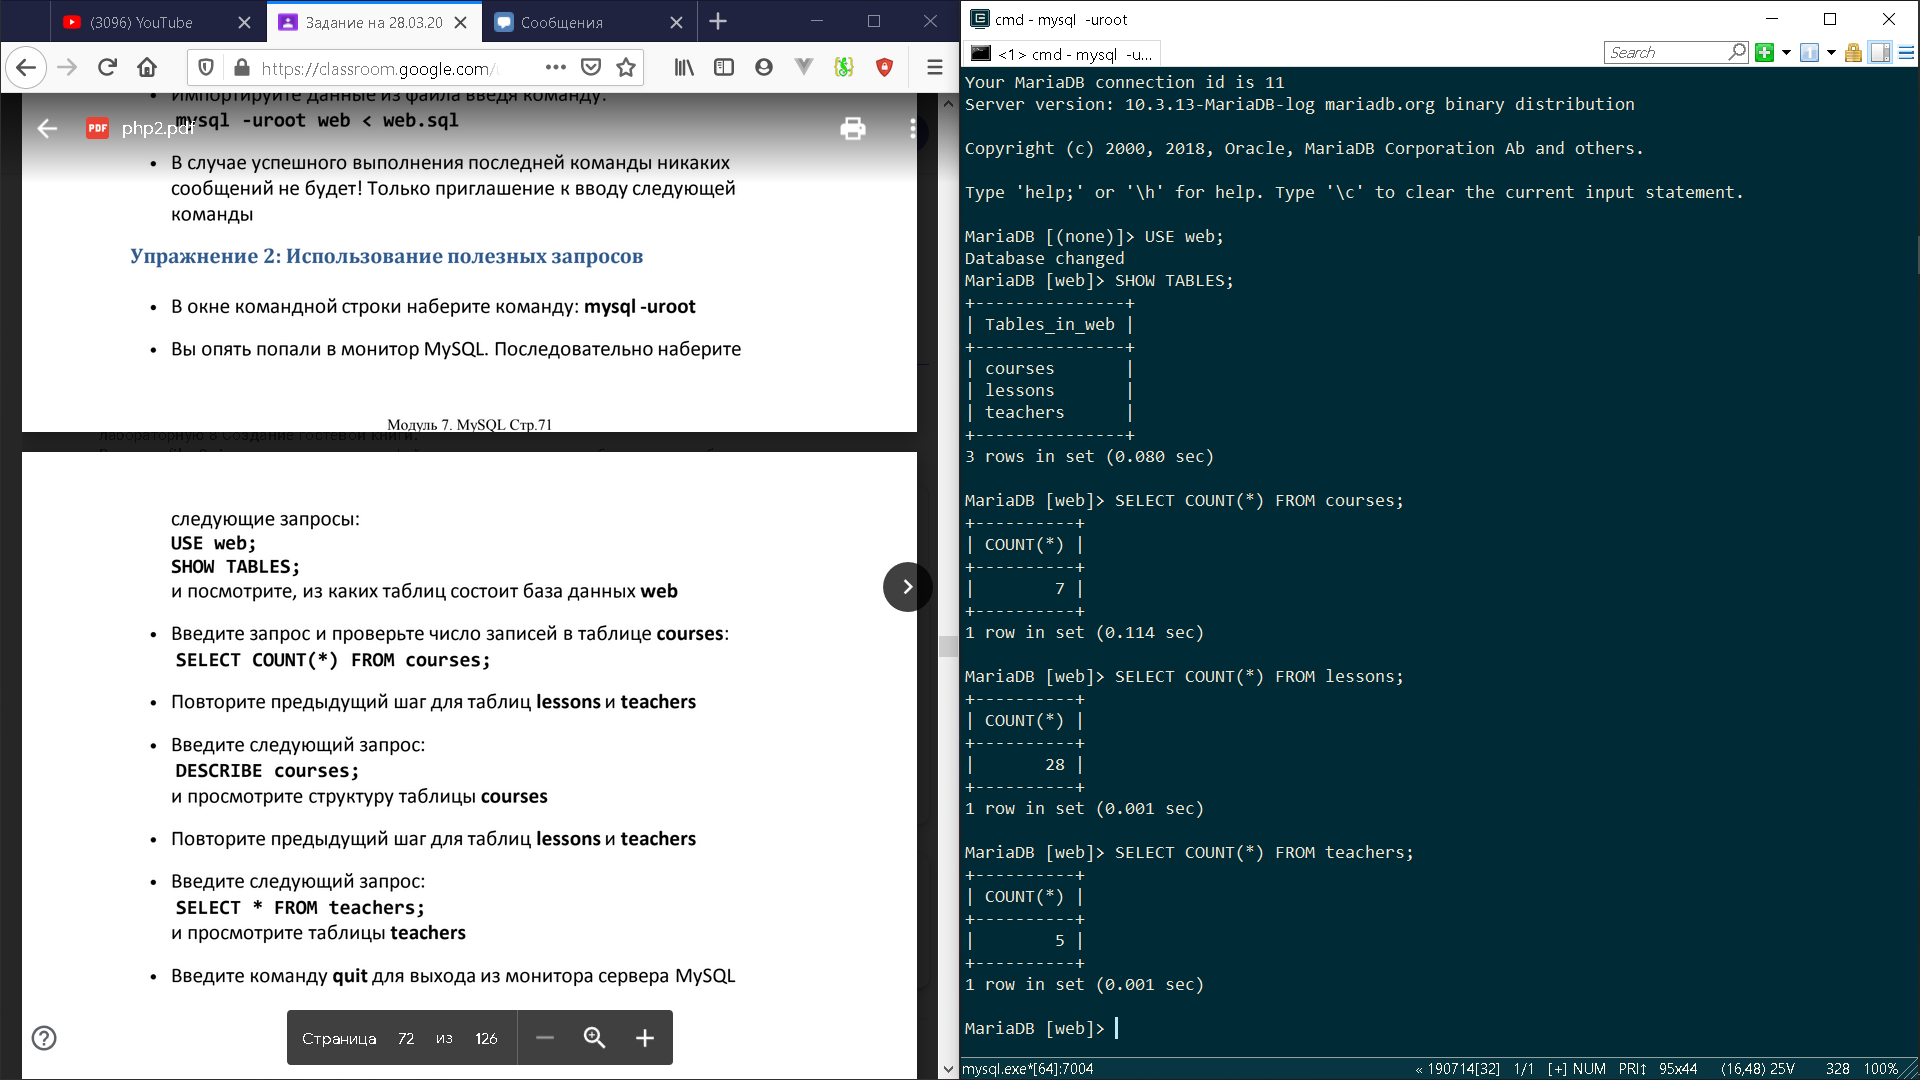 (3096) YouTube
Задание на 28.03.20
Сообщения
https://classroom.google.com/
Импортируйте данные из файла введя команду:
mysql -uroot web < web.sql
PDF php2.pdf
• В случае успешного выполнения последней команды никаких
сообщений не будет! Только приглашение к вводу следующей
команды
Упражнение 2: Использование полезных запросов
• В окне командной строки наберите команду: mysql -uroot
• Вы опять попали в монитор MySQL. Последовательно наберите
Модуль 7. MySQL Стр.71
лабораторную 8 Создание гостевой книги.
следующие запросы:
USE web;
SHOW TABLES;
и посмотрите, из каких таблиц состоит база данных web
• Введите запрос и проверьте число записей в таблице courses:
SELECT COUNT(*) FROM courses;
• Повторите предыдущий шаг для таблиц lessons и teachers
• Введите следующий запрос:
DESCRIBE courses;
и просмотрите структуру таблицы courses
• Повторите предыдущий шаг для таблиц lessons и teachers
• Введите следующий запрос:
SELECT * FROM teachers;
и просмотрите таблицы teachers
• Введите команду quit для выхода из монитора сервера MySQL
Страница 72 из 126
cmd - mysql -uroot
<1> cmd - mysql -u...
Search
Your MariaDB connection id is 11
Server version: 10.3.13-MariaDB-log mariadb.org binary distribution
Copyright (c) 2000, 2018, Oracle, MariaDB Corporation Ab and others.
Type 'help;' or '\h' for help. Type '\c' to clear the current input statement.
MariaDB [(none)]> USE web;
Database changed
MariaDB [web]> SHOW TABLES;
+---------------+
| Tables_in_web |
+---------------+
| courses       |
| lessons       |
| teachers      |
+---------------+
3 rows in set (0.080 sec)
MariaDB [web]> SELECT COUNT(*) FROM courses;
+----------+
| COUNT(*) |
+----------+
|        7 |
+----------+
1 row in set (0.114 sec)
MariaDB [web]> SELECT COUNT(*) FROM lessons;
+----------+
| COUNT(*) |
+----------+
|       28 |
+----------+
1 row in set (0.001 sec)
MariaDB [web]> SELECT COUNT(*) FROM teachers;
+----------+
| COUNT(*) |
+----------+
|        5 |
+----------+
1 row in set (0.001 sec)
MariaDB [web]>
mysql.exe*[64]:7004
« 190714[32] 1/1 [+] NUM PRI↕ 95x44 (16,48) 25V 328 100%